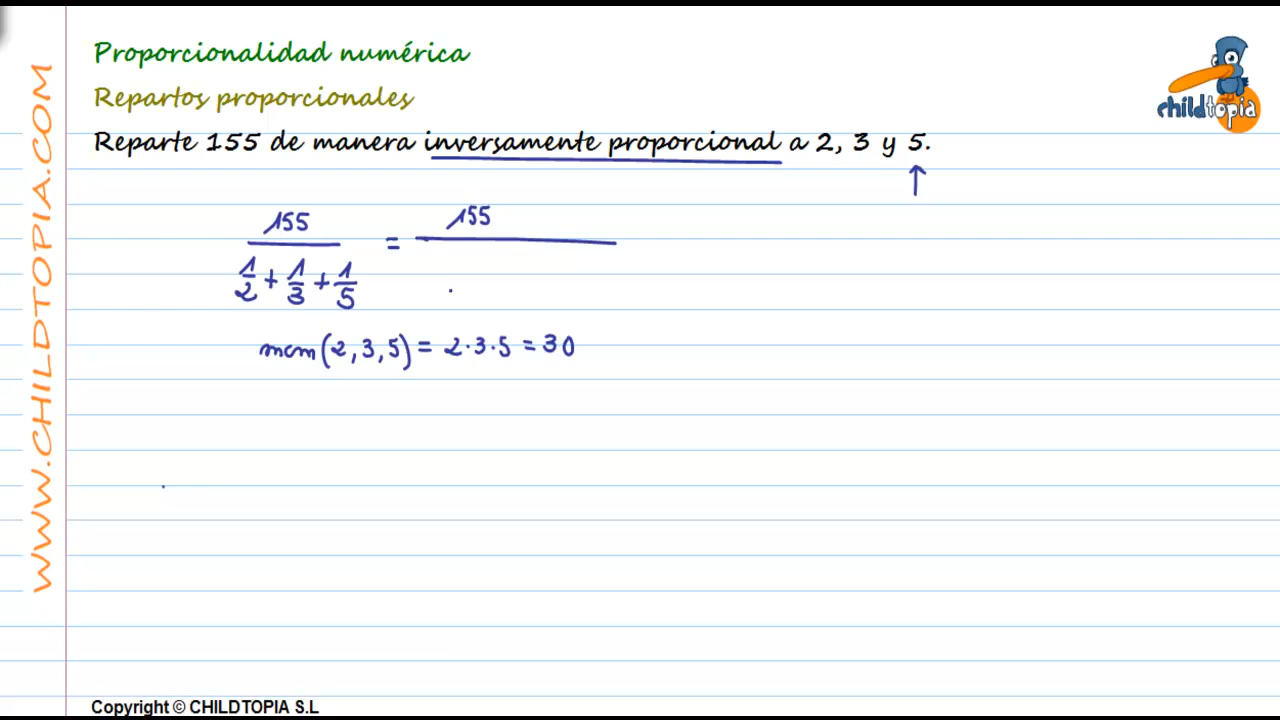 Proporcionalidad numérica
Repartos proporcionales
Reparte 155 de manera inversamente proporcional a 2, 3 y 5.
childtopia
155 / (1/2 + 1/3 + 1/5) = 155 /
mcm(2, 3, 5) = 2·3·5 = 30
WWW.CHILDTOPIA.COM
Copyright © CHILDTOPIA S.L